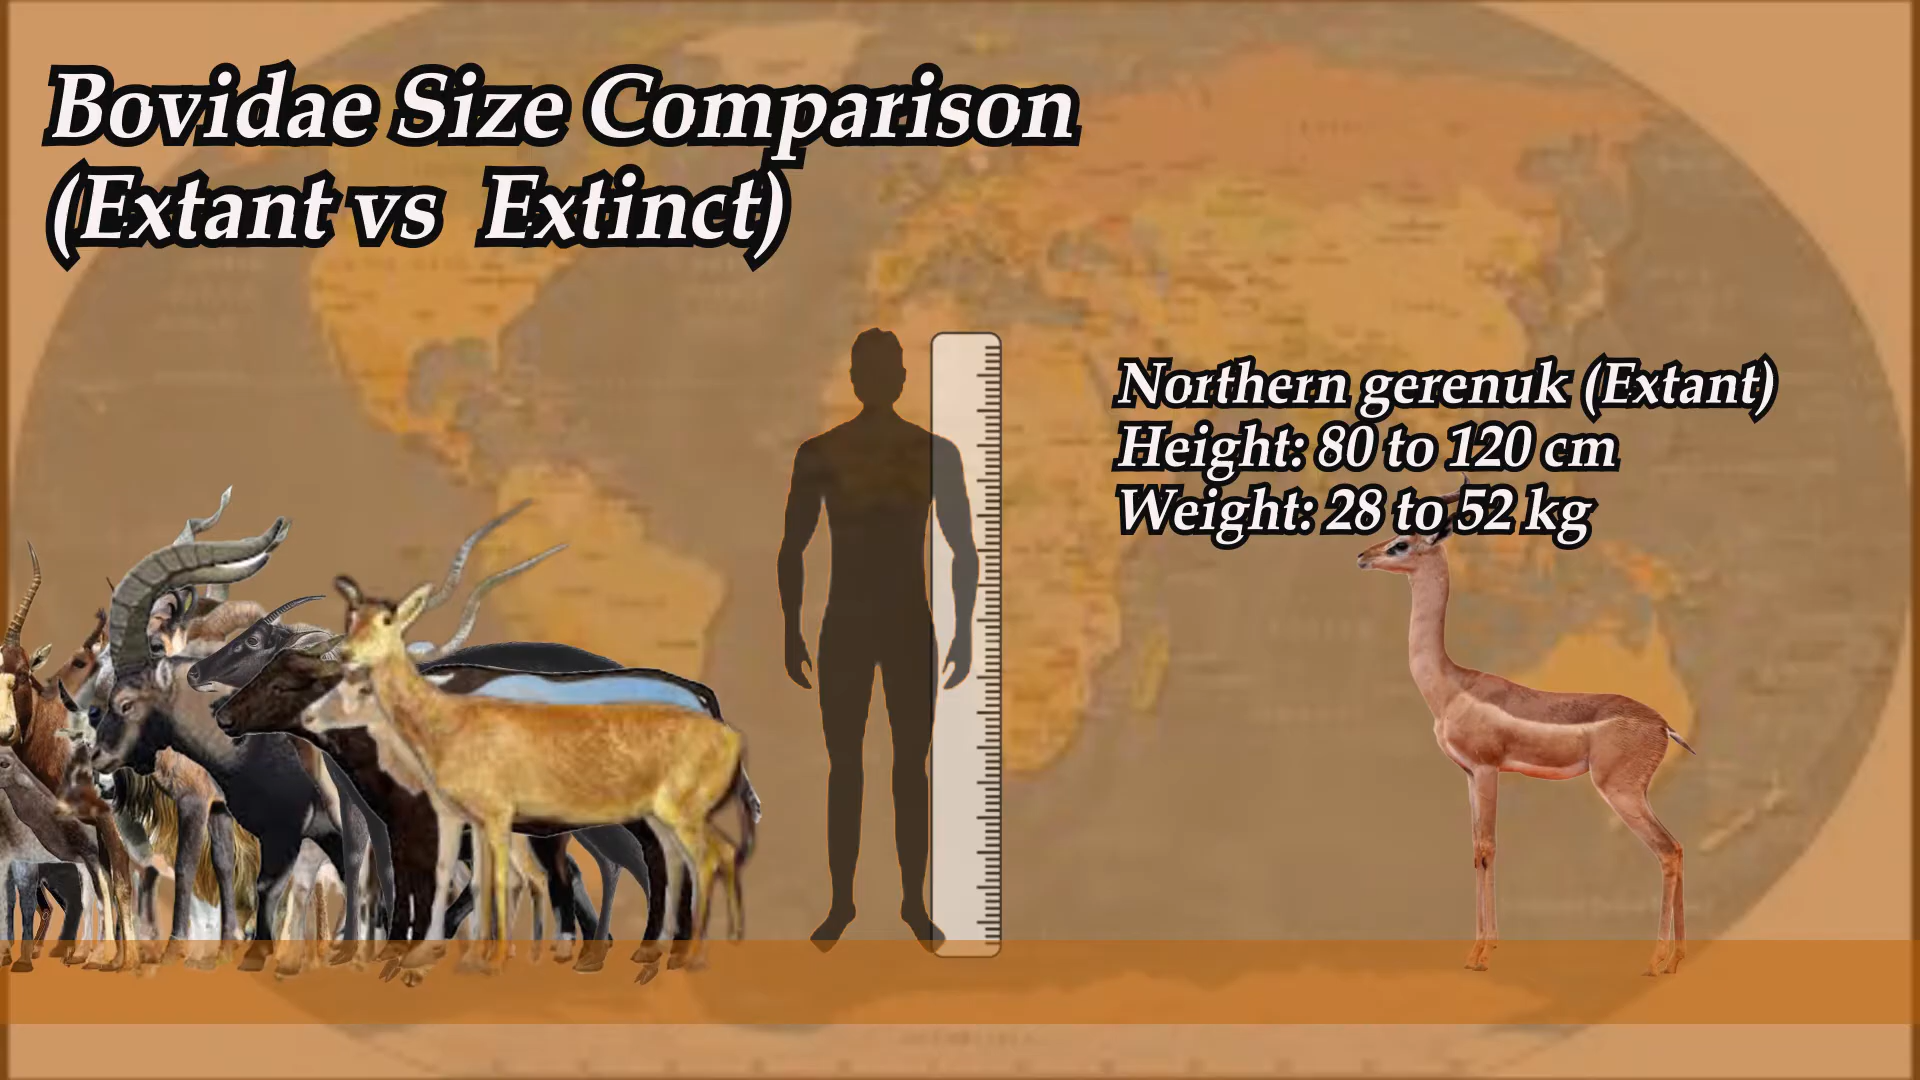 Bovidae Size Comparison
(Extant vs Extinct)
Northern gerenuk (Extant)
Height: 80 to 120 cm
Weight: 28 to 52 kg